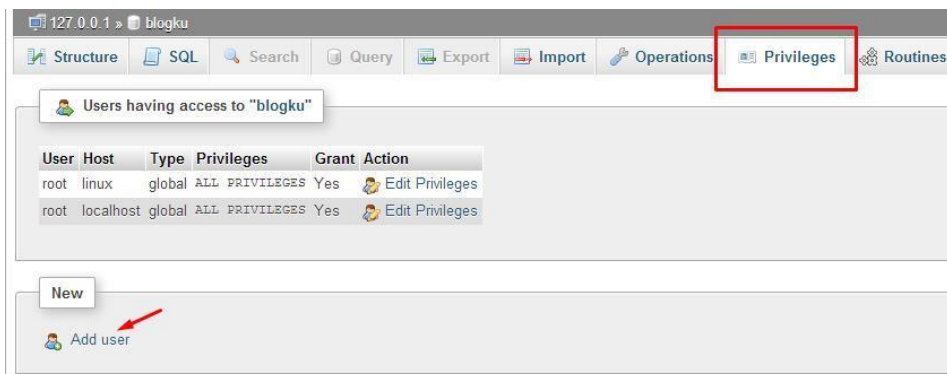 127.0.0.1 » blogku
Structure SQL Search Query Export Import Operations Privileges Routines
Users having access to "blogku"
User Host Type Privileges Grant Action
root linux global ALL PRIVILEGES Yes Edit Privileges
root localhost global ALL PRIVILEGES Yes Edit Privileges
New
Add user